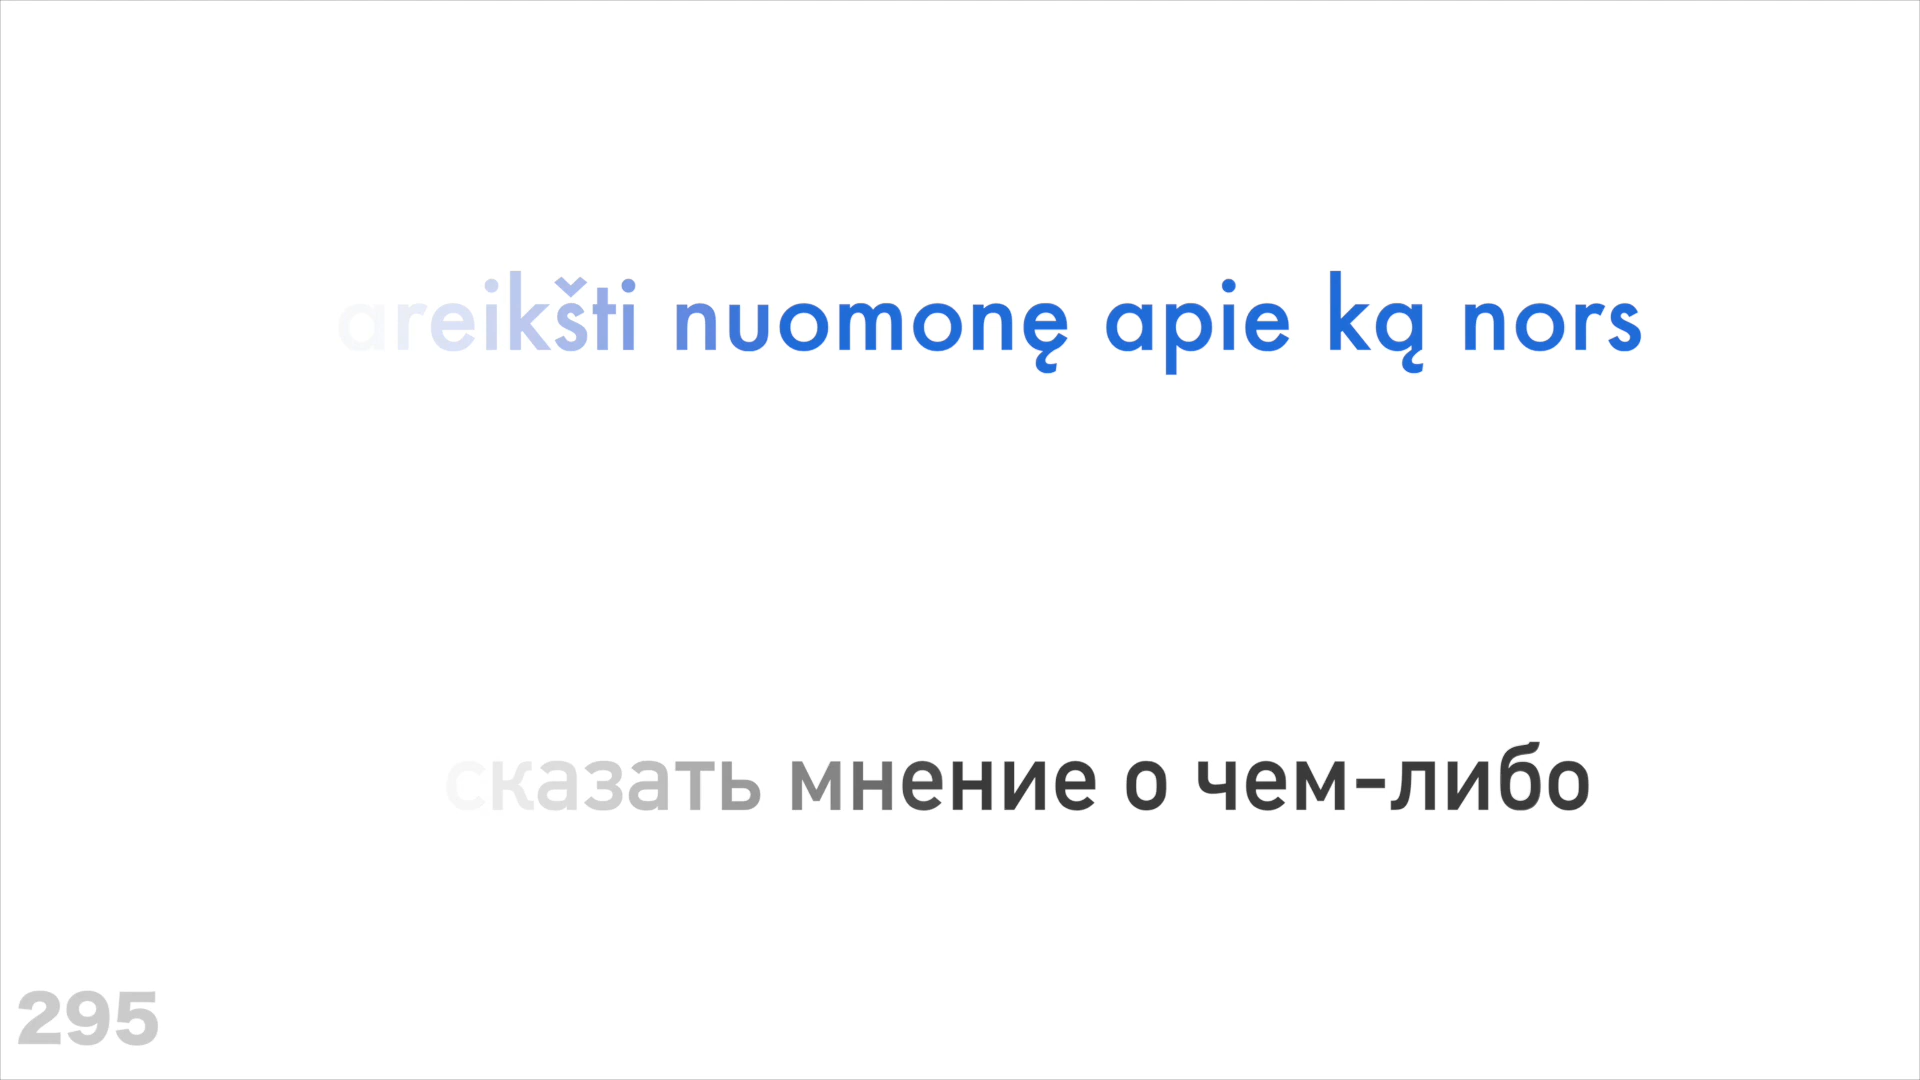 areikšti nuomonę apie ką nors
сказать мнение о чем-либо
295